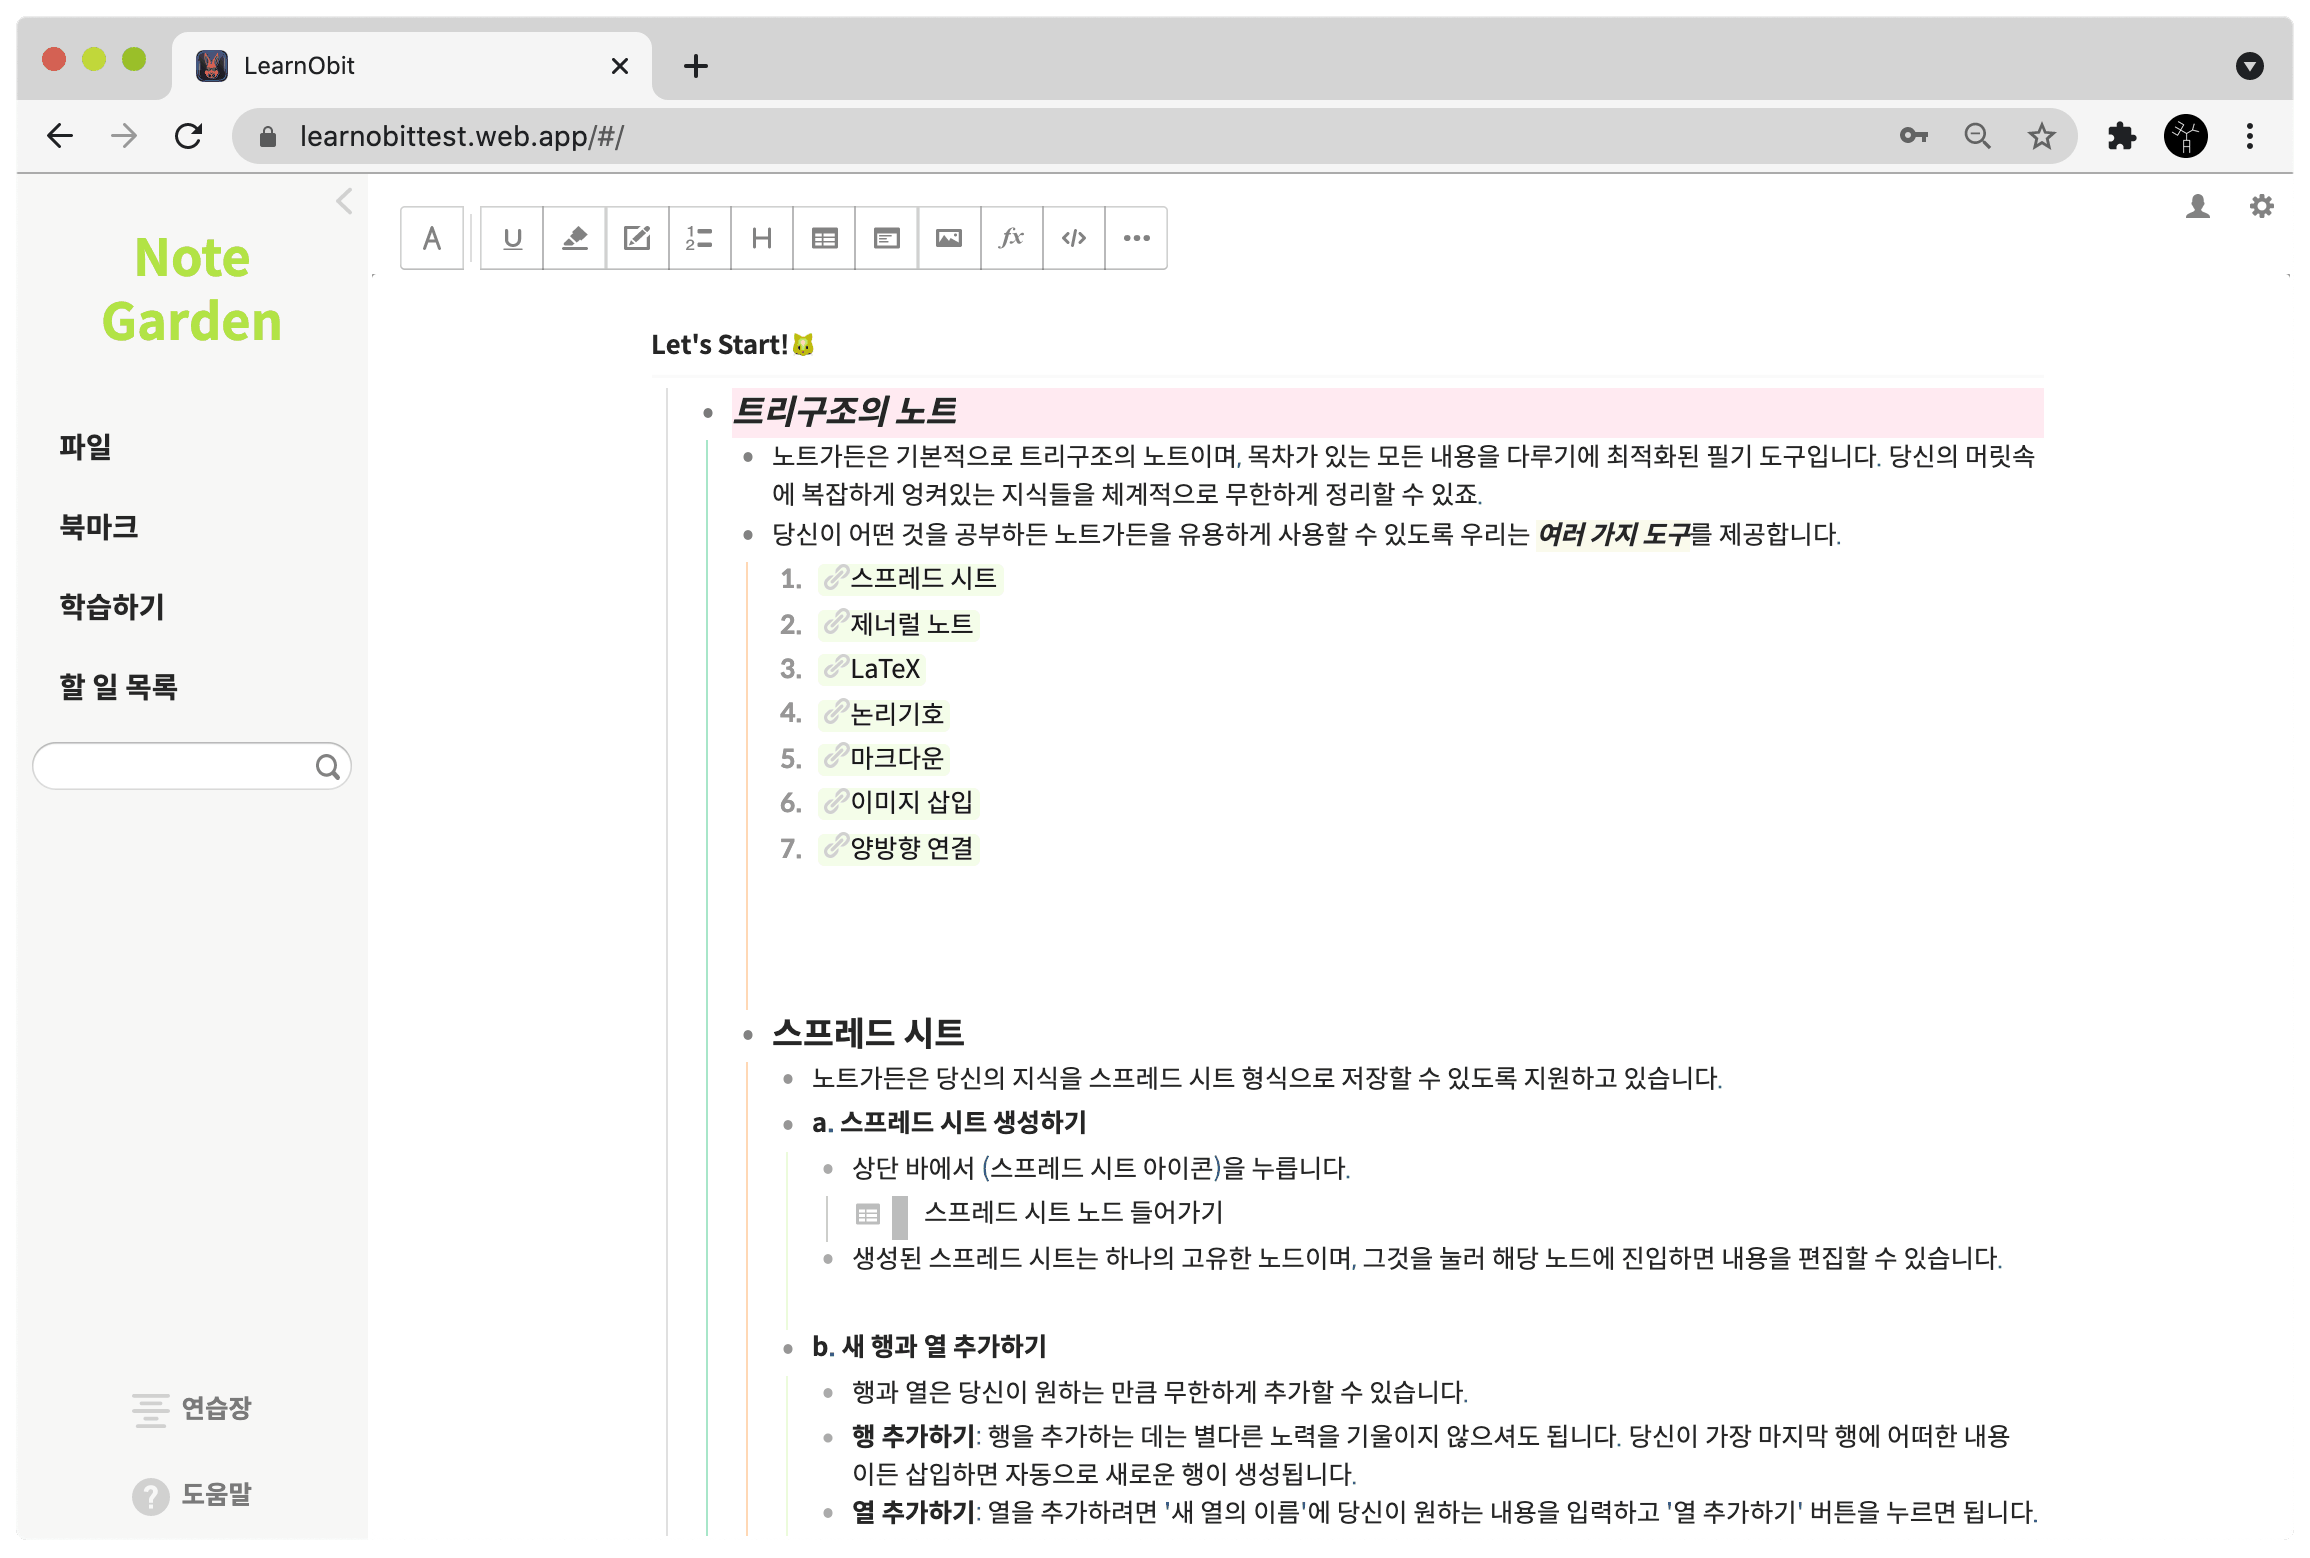 LearnObit
learnobittest.web.app/#/
Note
Garden
파일
북마크
학습하기
할 일 목록
연습장
도움말
A U H fx </>
Let's Start!🐱
트리구조의 노트
노트가든은 기본적으로 트리구조의 노트이며, 목차가 있는 모든 내용을 다루기에 최적화된 필기 도구입니다. 당신의 머릿속
에 복잡하게 엉켜있는 지식들을 체계적으로 무한하게 정리할 수 있죠.
당신이 어떤 것을 공부하든 노트가든을 유용하게 사용할 수 있도록 우리는 여러 가지 도구를 제공합니다.
1. 스프레드 시트
2. 제너럴 노트
3. LaTeX
4. 논리기호
5. 마크다운
6. 이미지 삽입
7. 양방향 연결
스프레드 시트
노트가든은 당신의 지식을 스프레드 시트 형식으로 저장할 수 있도록 지원하고 있습니다.
a. 스프레드 시트 생성하기
상단 바에서 (스프레드 시트 아이콘)을 누릅니다.
스프레드 시트 노드 들어가기
생성된 스프레드 시트는 하나의 고유한 노드이며, 그것을 눌러 해당 노드에 진입하면 내용을 편집할 수 있습니다.
b. 새 행과 열 추가하기
행과 열은 당신이 원하는 만큼 무한하게 추가할 수 있습니다.
행 추가하기: 행을 추가하는 데는 별다른 노력을 기울이지 않으셔도 됩니다. 당신이 가장 마지막 행에 어떠한 내용
이든 삽입하면 자동으로 새로운 행이 생성됩니다.
열 추가하기: 열을 추가하려면 '새 열의 이름'에 당신이 원하는 내용을 입력하고 '열 추가하기' 버튼을 누르면 됩니다.